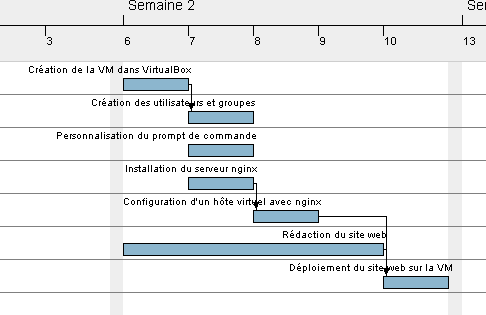 Semaine 2
3 6 7 8 9 10 13
Création de la VM dans VirtualBox
Création des utilisateurs et groupes
Personnalisation du prompt de commande
Installation du serveur nginx
Configuration d'un hôte virtuel avec nginx
Rédaction du site web
Déploiement du site web sur la VM